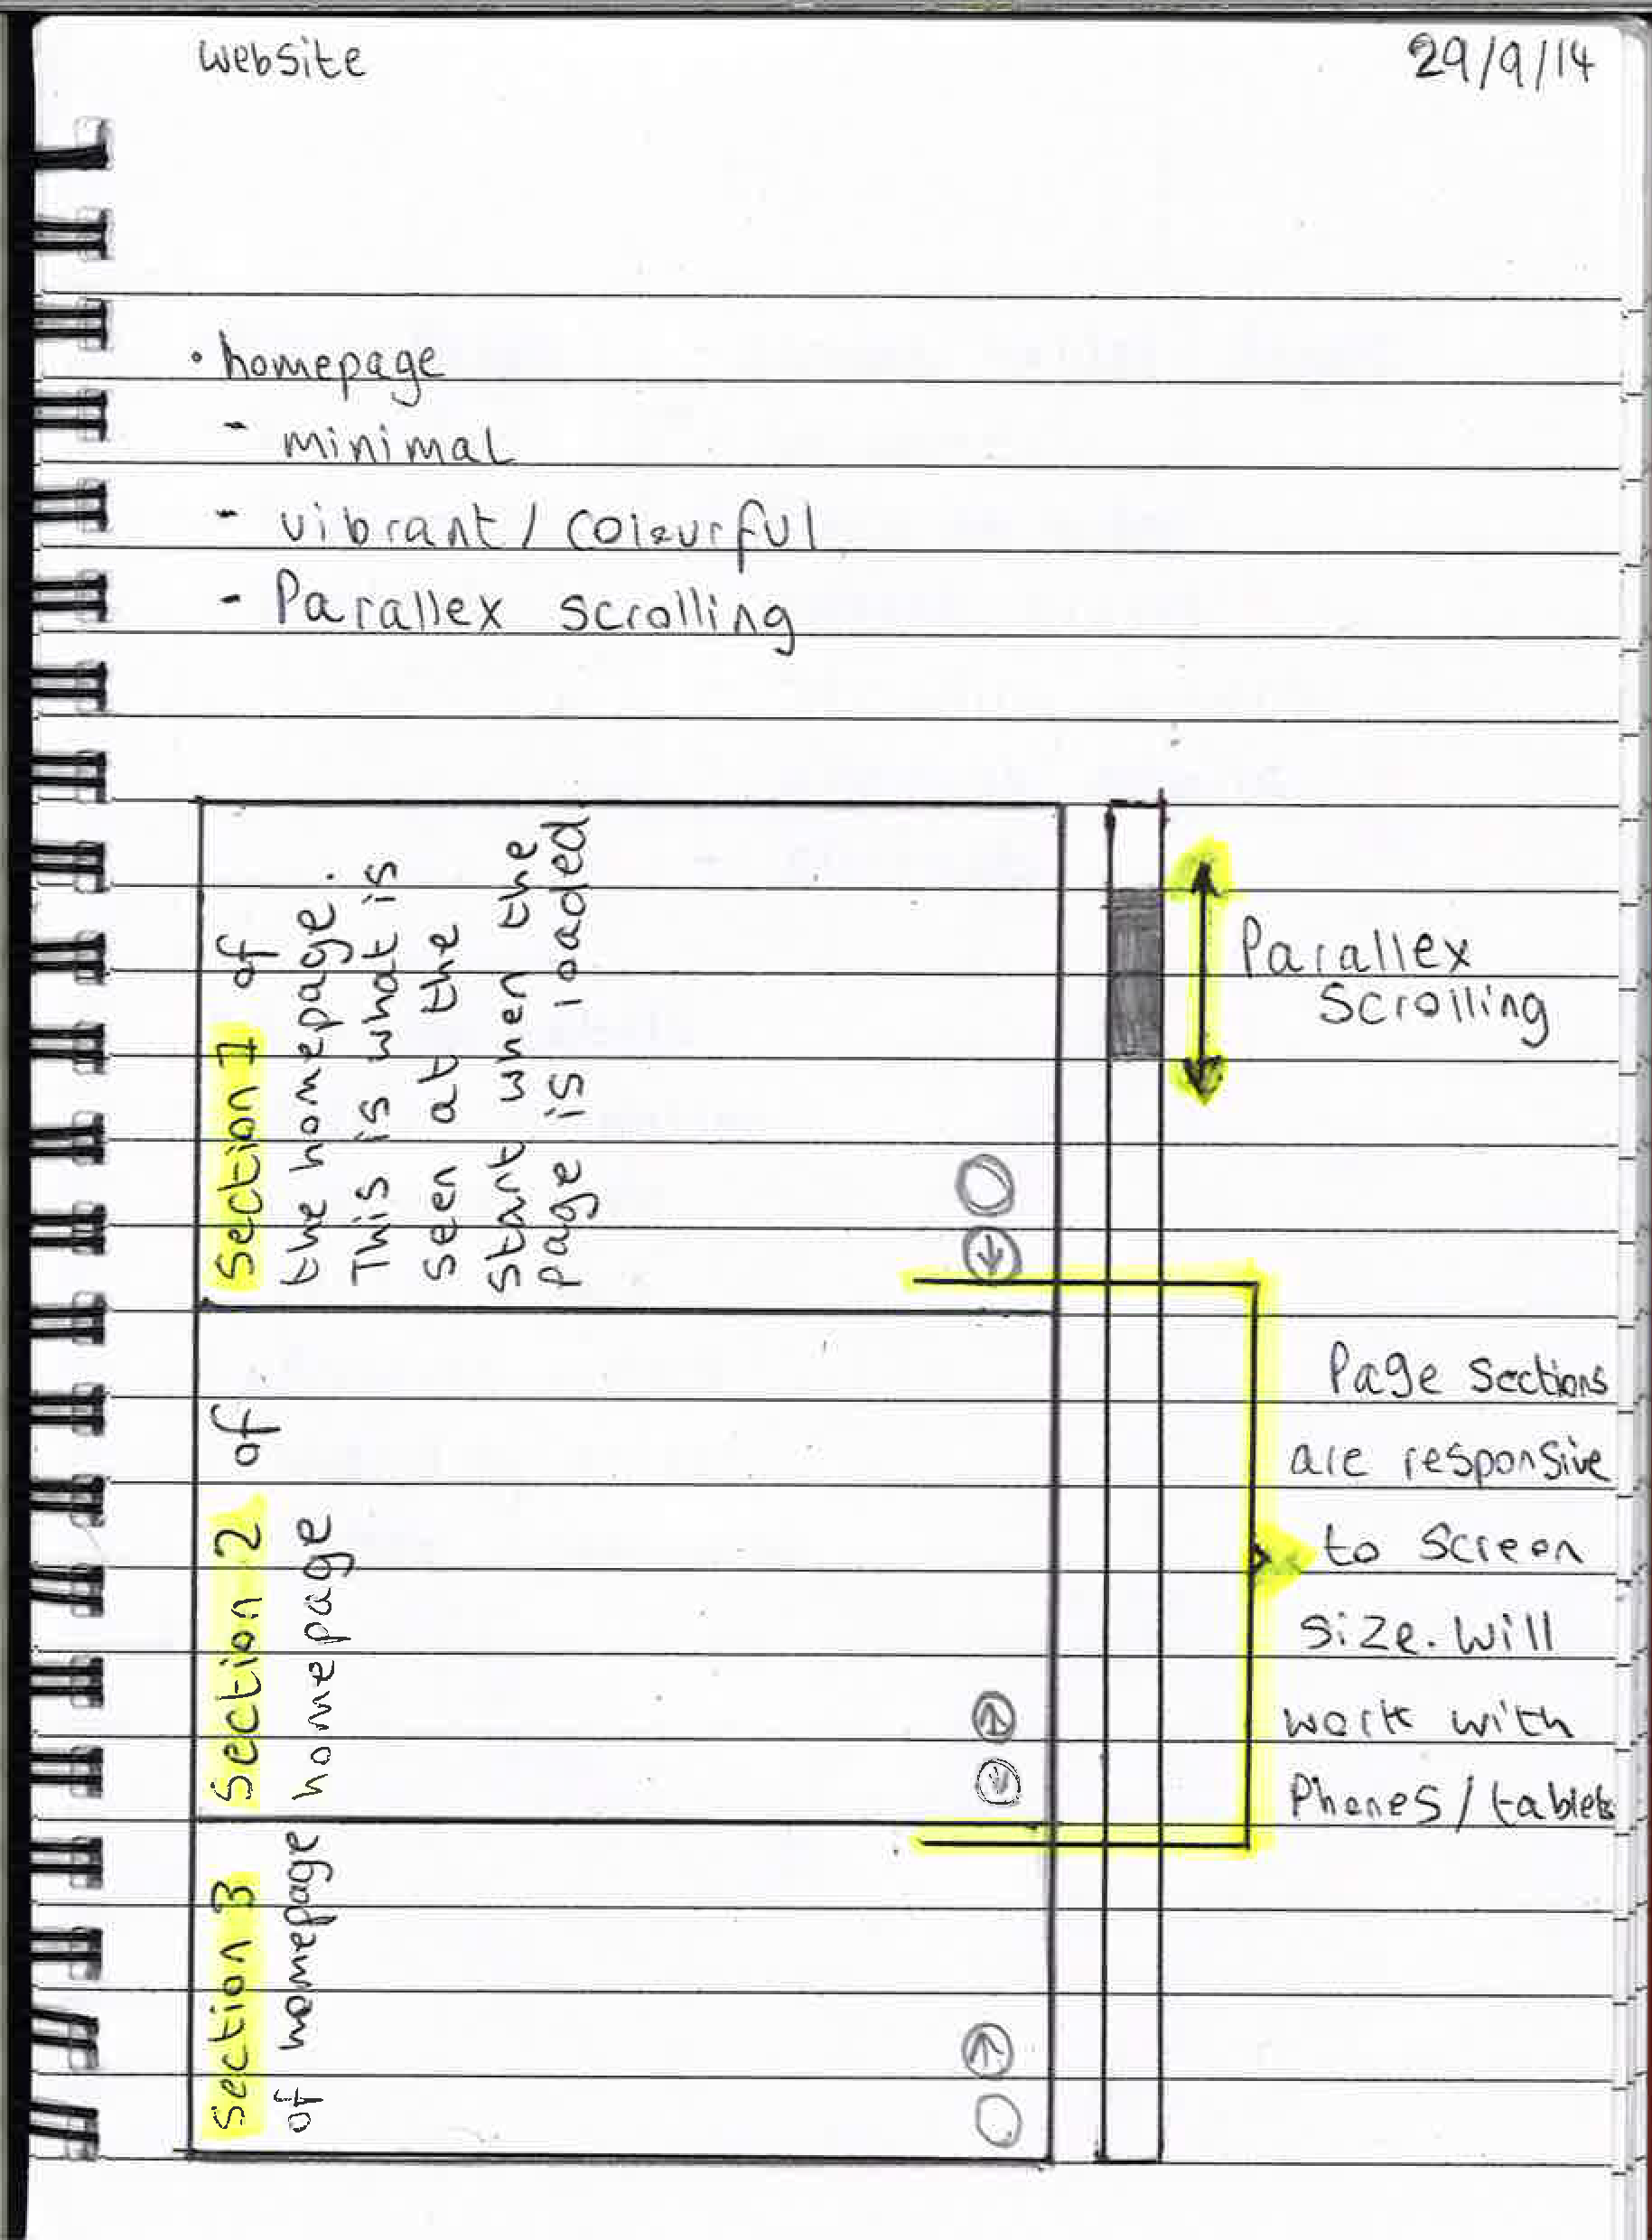 website
29/9/14
• homepage
- minimal
- vibrant / colourful
- Parallex scrolling
Section 1 of
the homepage.
This is what is
seen at the
start when the
page is loaded
Parallex
Scrolling
Section 2 of
homepage
Page sections
are responsive
to screen
size. Will
work with
Phones / tablets
Section 3
of homepage